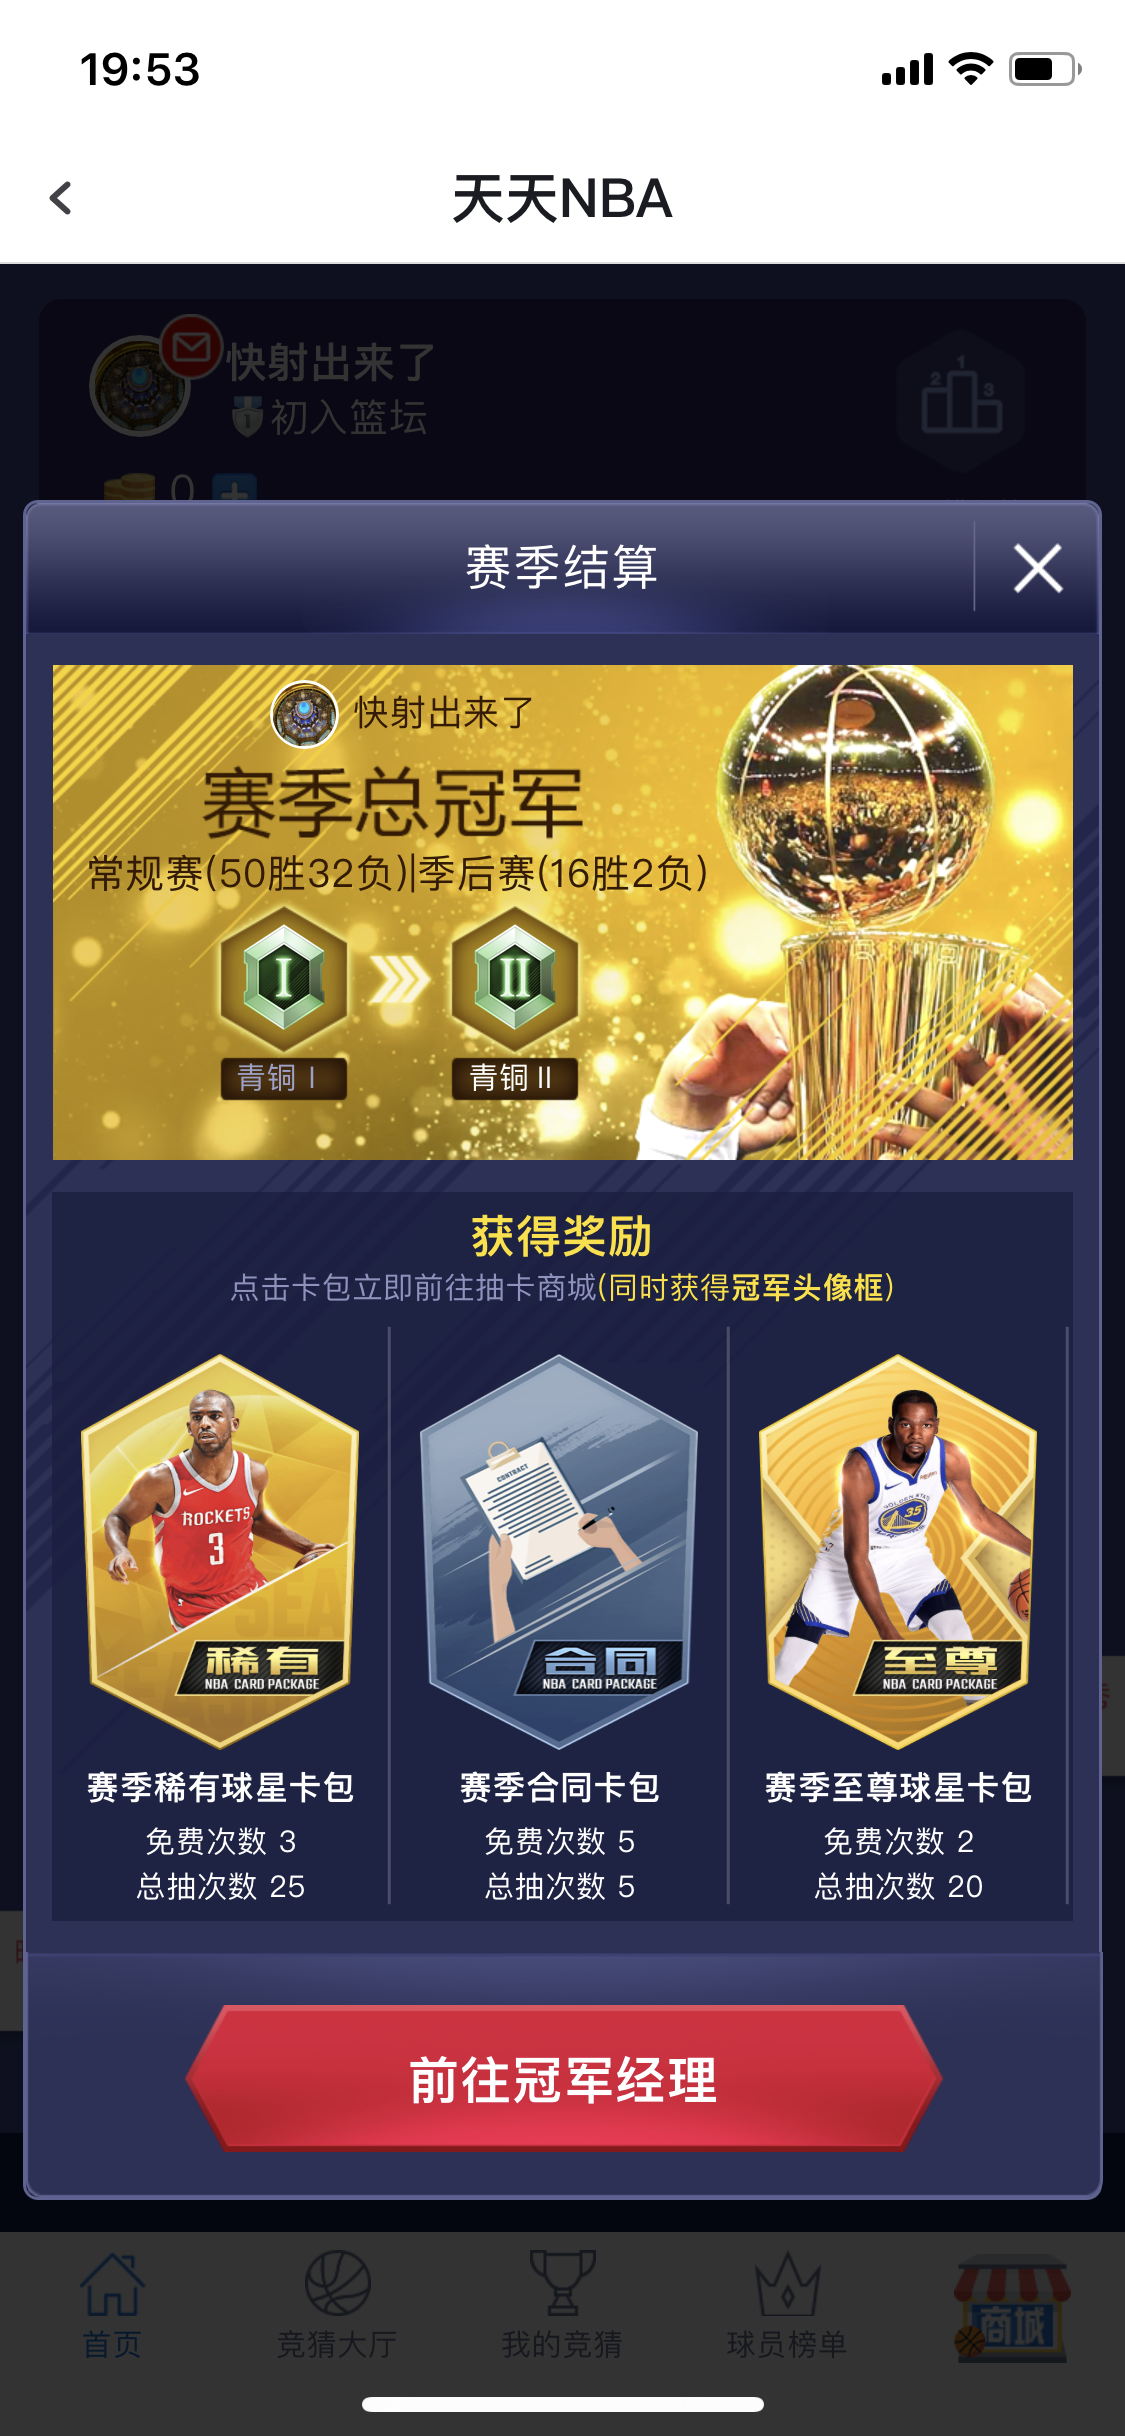 19:53
天天NBA
快射出来了
初入篮坛
1 2 3
0
赛季结算
快射出来了
赛季总冠军
常规赛(50胜32负)|季后赛(16胜2负)
I II
青铜 I 青铜 II
获得奖励
点击卡包立即前往抽卡商城(同时获得冠军头像框)
ROCKETS
3
稀有
NBA CARD PACKAGE
CONTRACT
合同
NBA CARD PACKAGE
GOLDEN STATE
35
至尊
NBA CARD PACKAGE
赛季稀有球星卡包 赛季合同卡包 赛季至尊球星卡包
免费次数 3 免费次数 5 免费次数 2
总抽次数 25 总抽次数 5 总抽次数 20
前往冠军经理
商城
首页 竞猜大厅 我的竞猜 球员榜单